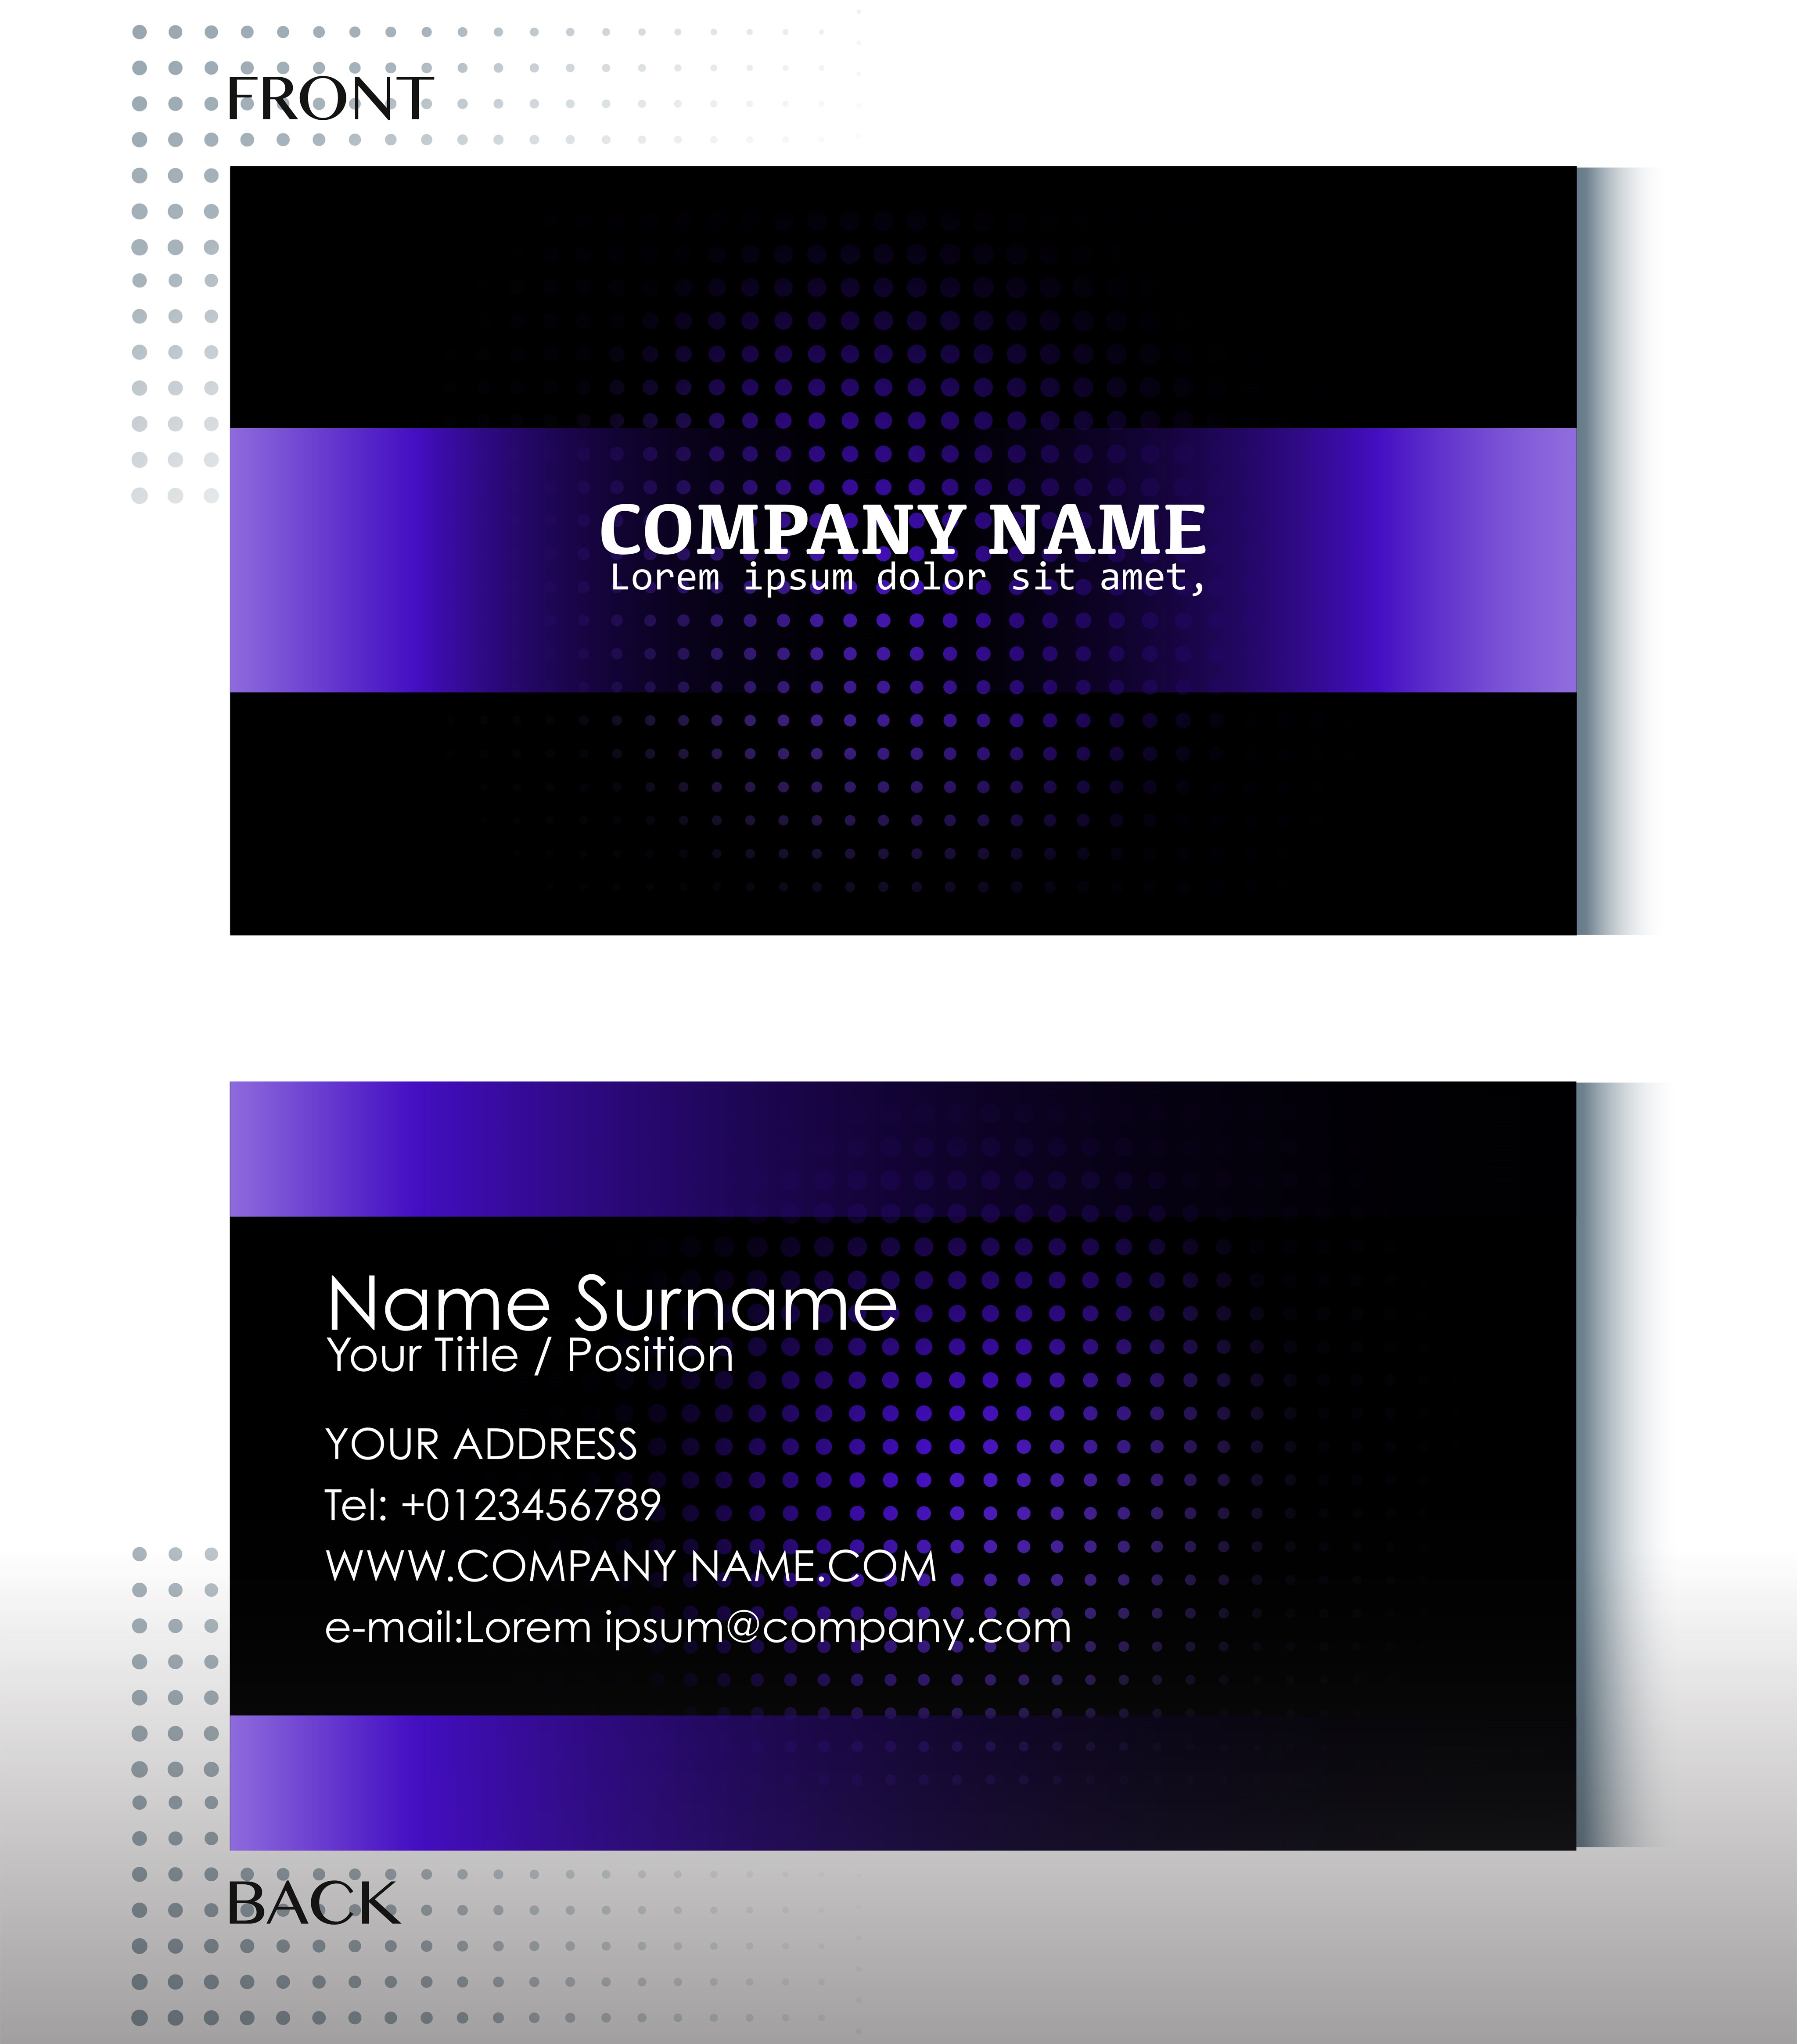 FRONT
COMPANY NAME
Lorem ipsum dolor sit amet,
Name Surname
Your Title / Position
YOUR ADDRESS
Tel: +0123456789
WWW.COMPANY NAME.COM
e-mail:Lorem ipsum@company.com
BACK